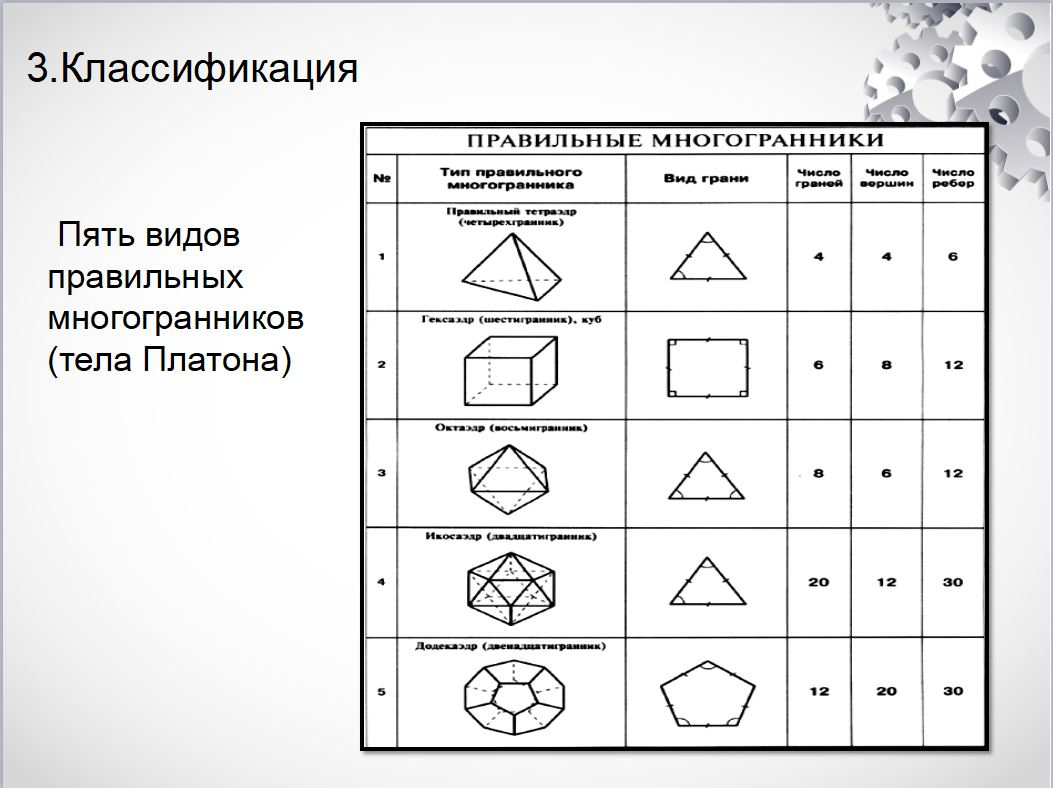 3.Классификация
Пять видов
правильных
многогранников
(тела Платона)
ПРАВИЛЬНЫЕ МНОГОГРАННИКИ
№ Тип правильного многогранника Вид грани Число граней Число вершин Число ребер
Правильный тетраэдр
(четырехгранник)
1 4 4 6
Гексаэдр (шестигранник), куб
2 6 8 12
Октаэдр (восьмигранник)
3 8 6 12
Икосаэдр (двадцатигранник)
4 20 12 30
Додекаэдр (двенадцатигранник)
5 12 20 30